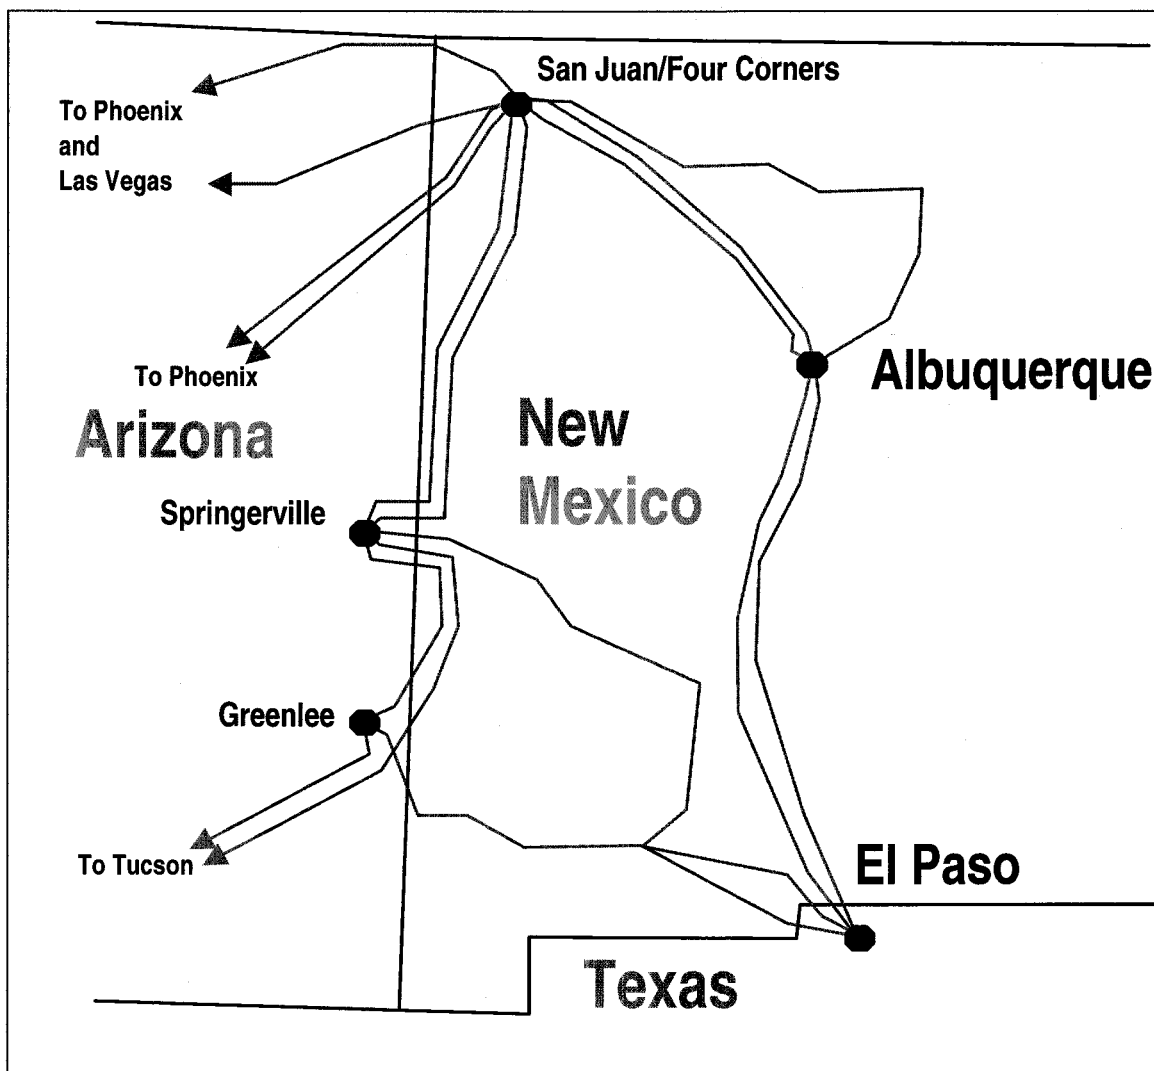 San Juan/Four Corners
To Phoenix
and
Las Vegas
To Phoenix
Albuquerque
Arizona
New
Mexico
Springerville
Greenlee
To Tucson
El Paso
Texas